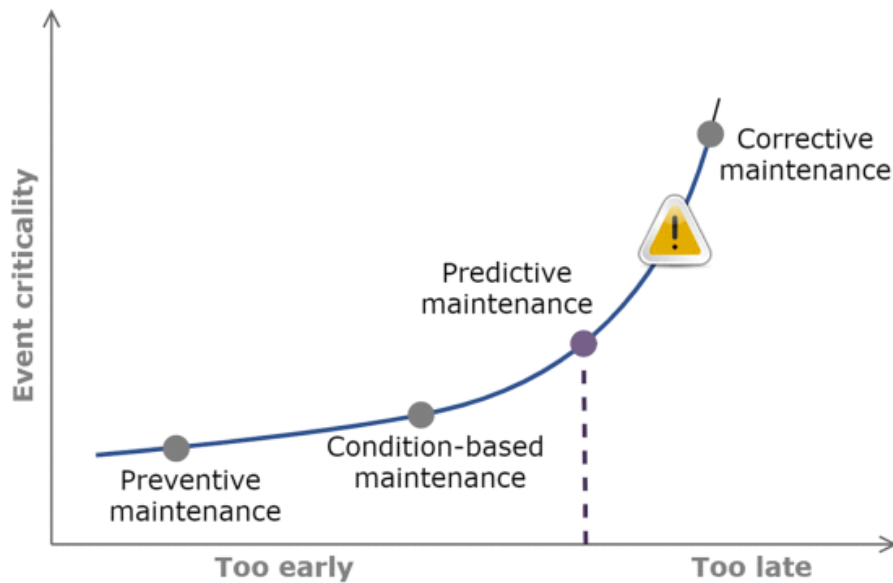 Corrective
maintenance
Predictive
maintenance
Condition-based
maintenance
Preventive
maintenance
Event criticality
Too early
Too late